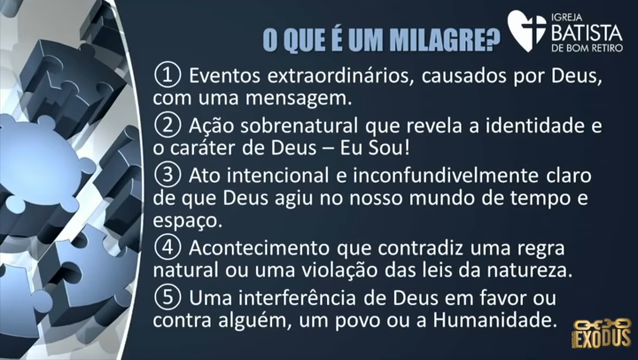 O QUE É UM MILAGRE?
IGREJA
BATISTA
DE BOM RETIRO
① Eventos extraordinários, causados por Deus,
com uma mensagem.
② Ação sobrenatural que revela a identidade e
o caráter de Deus – Eu Sou!
③ Ato intencional e inconfundivelmente claro
de que Deus agiu no nosso mundo de tempo e
espaço.
④ Acontecimento que contradiz uma regra
natural ou uma violação das leis da natureza.
⑤ Uma interferência de Deus em favor ou
contra alguém, um povo ou a Humanidade.
EXODUS